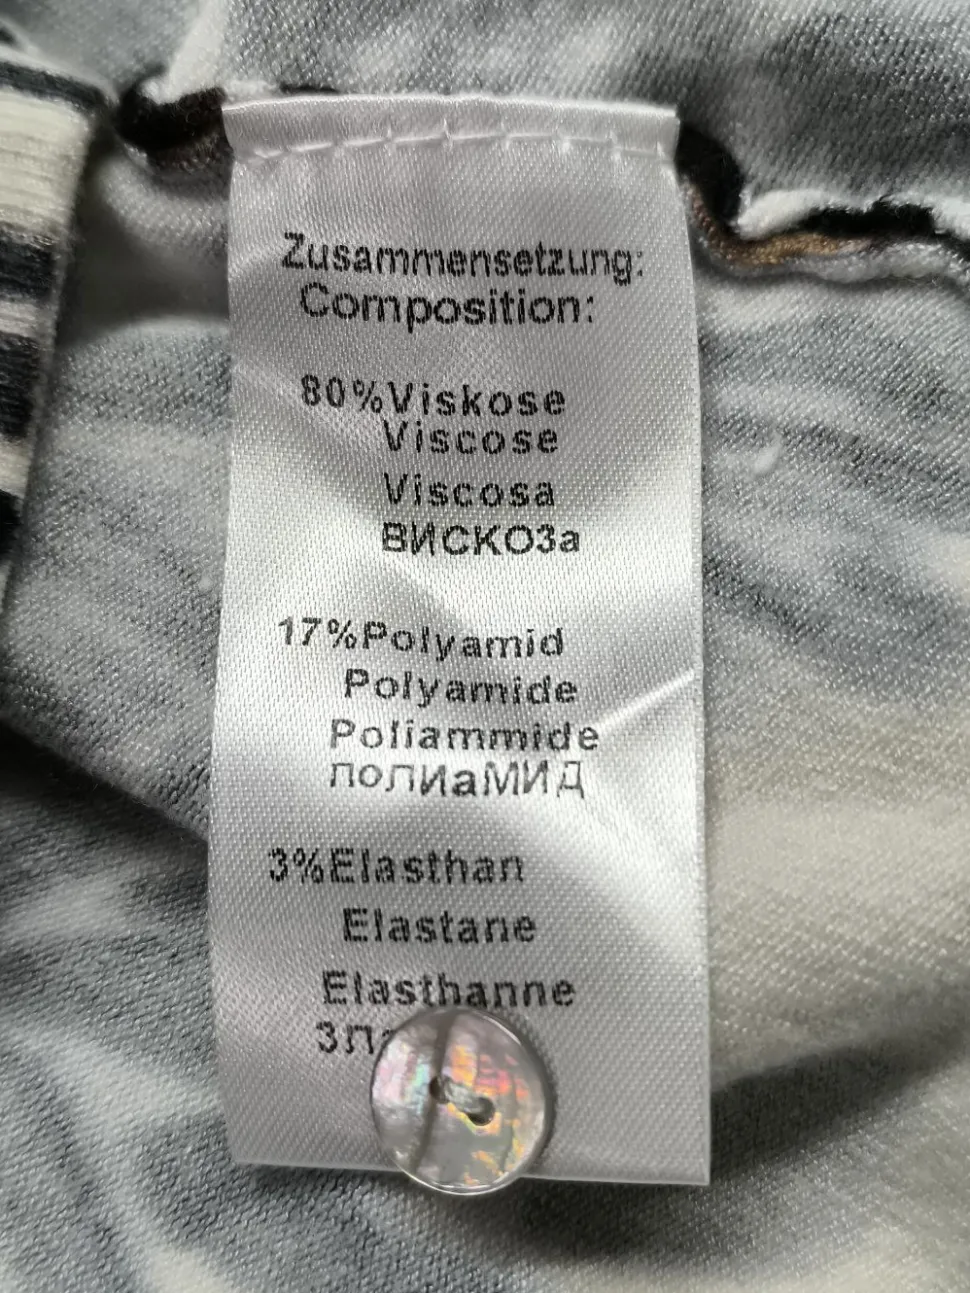 Zusammensetzung:
Composition:
80%Viskose
Viscose
Viscosa
ВИСКОЗа
17%Polyamid
Polyamide
Poliammide
ПоЛИаМИД
3%Elasthan
Elastane
Elasthanne